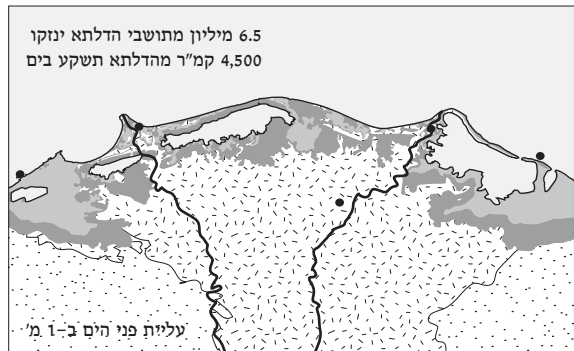 6.5 מיליון מתושבי הדלתא ינזקו
4,500 קמ"ר מהדלתא תשקע בים
עליית פני הים ב-1 מ'